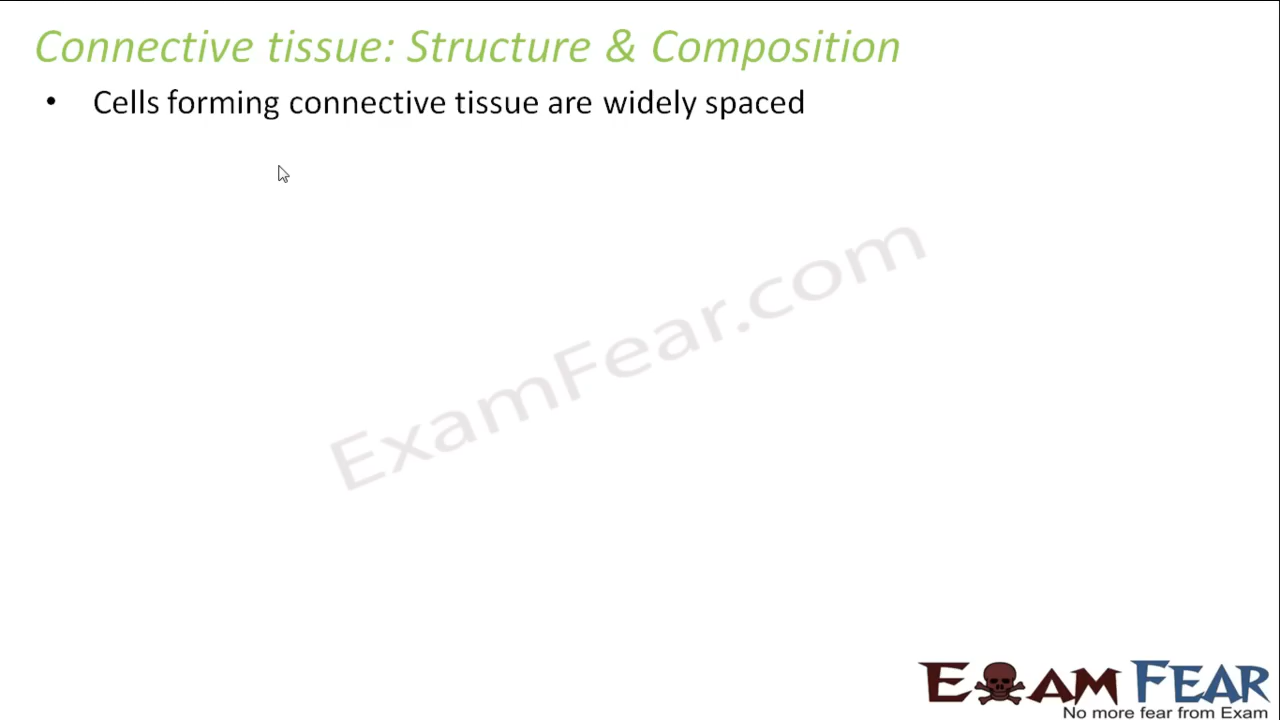 Connective tissue: Structure & Composition
• Cells forming connective tissue are widely spaced
ExamFear.com
EXAM FEAR
No more fear from Exam